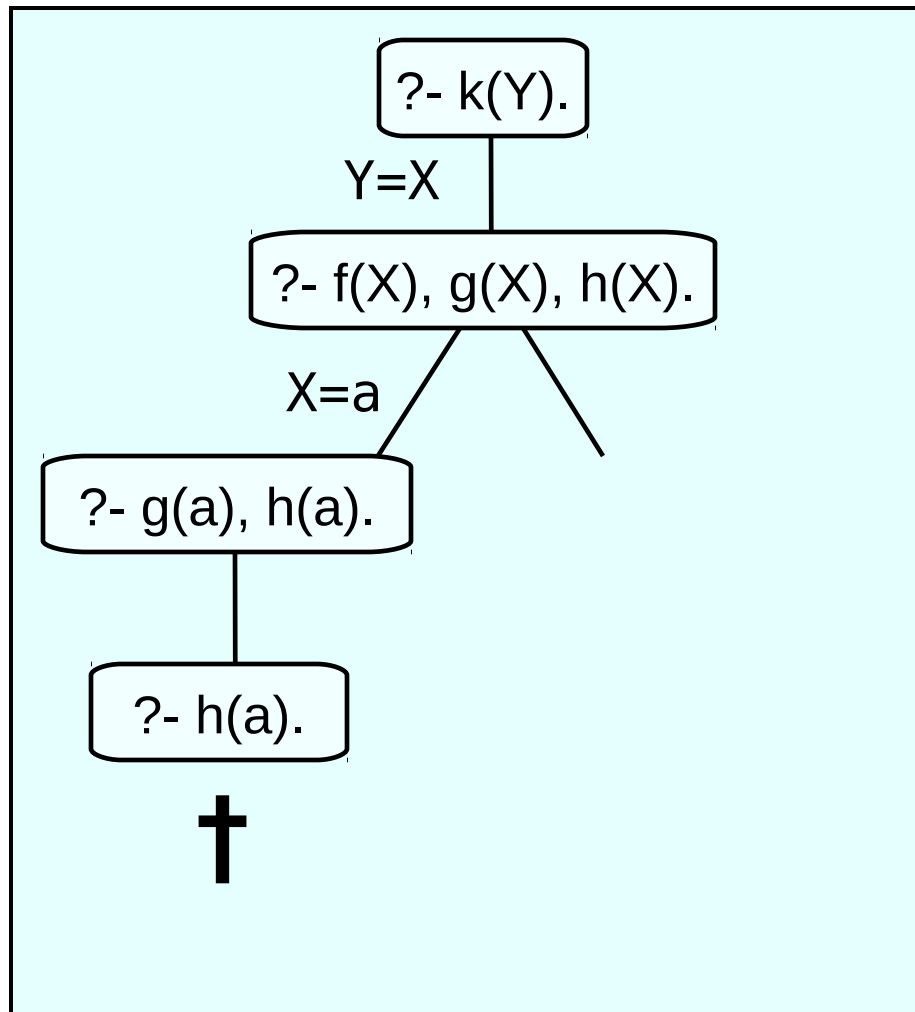 ?- k(Y).
Y=X
?- f(X), g(X), h(X).
X=a
?- g(a), h(a).
?- h(a).
†